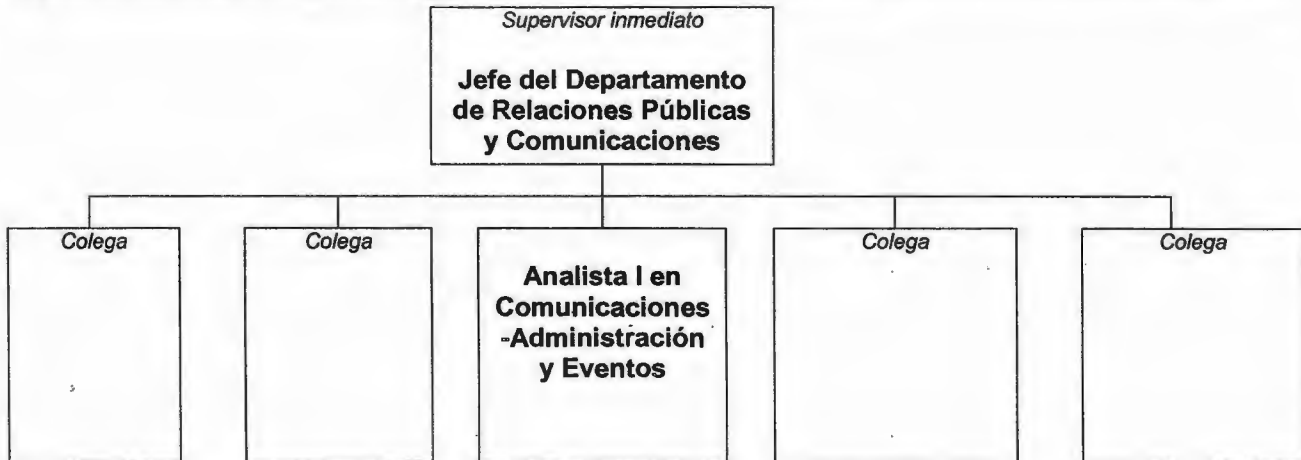 Supervisor inmediato
Jefe del Departamento
de Relaciones Públicas
y Comunicaciones
Colega
Colega
Analista I en
Comunicaciones
-Administración
y Eventos
Colega
Colega